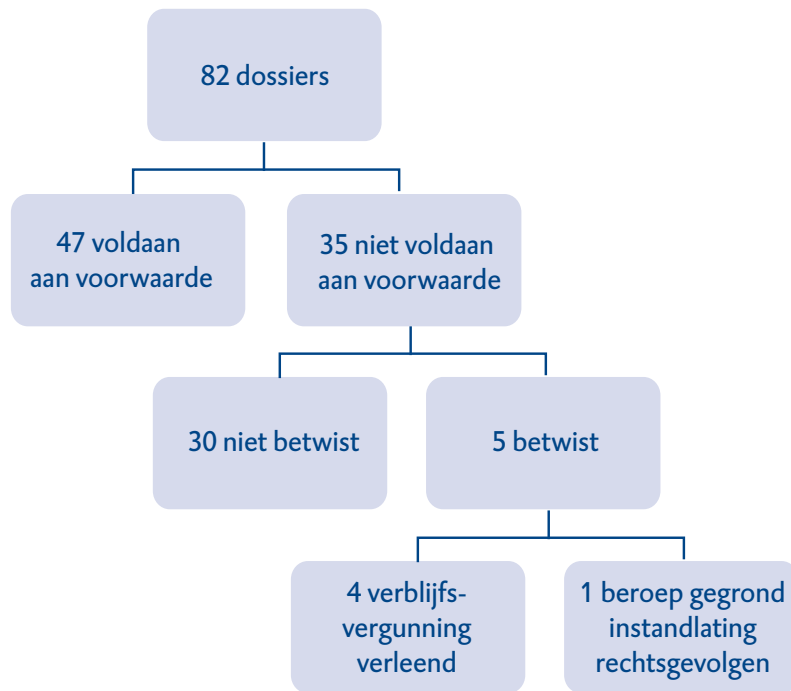 82 dossiers
47 voldaan
aan voorwaarde
35 niet voldaan
aan voorwaarde
30 niet betwist
5 betwist
4 verblijfs-
vergunning
verleend
1 beroep gegrond
instandlating
rechtsgevolgen